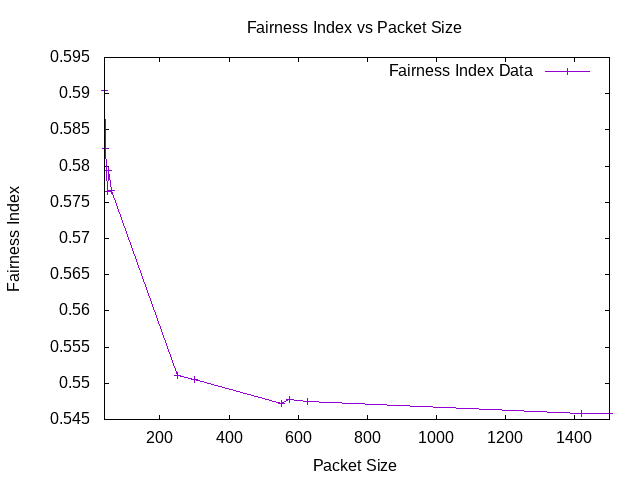 Fairness Index vs Packet Size
Fairness Index Data
0.595
0.59
0.585
0.58
0.575
0.57
0.565
0.56
0.555
0.55
0.545
Fairness Index
200 400 600 800 1000 1200 1400
Packet Size